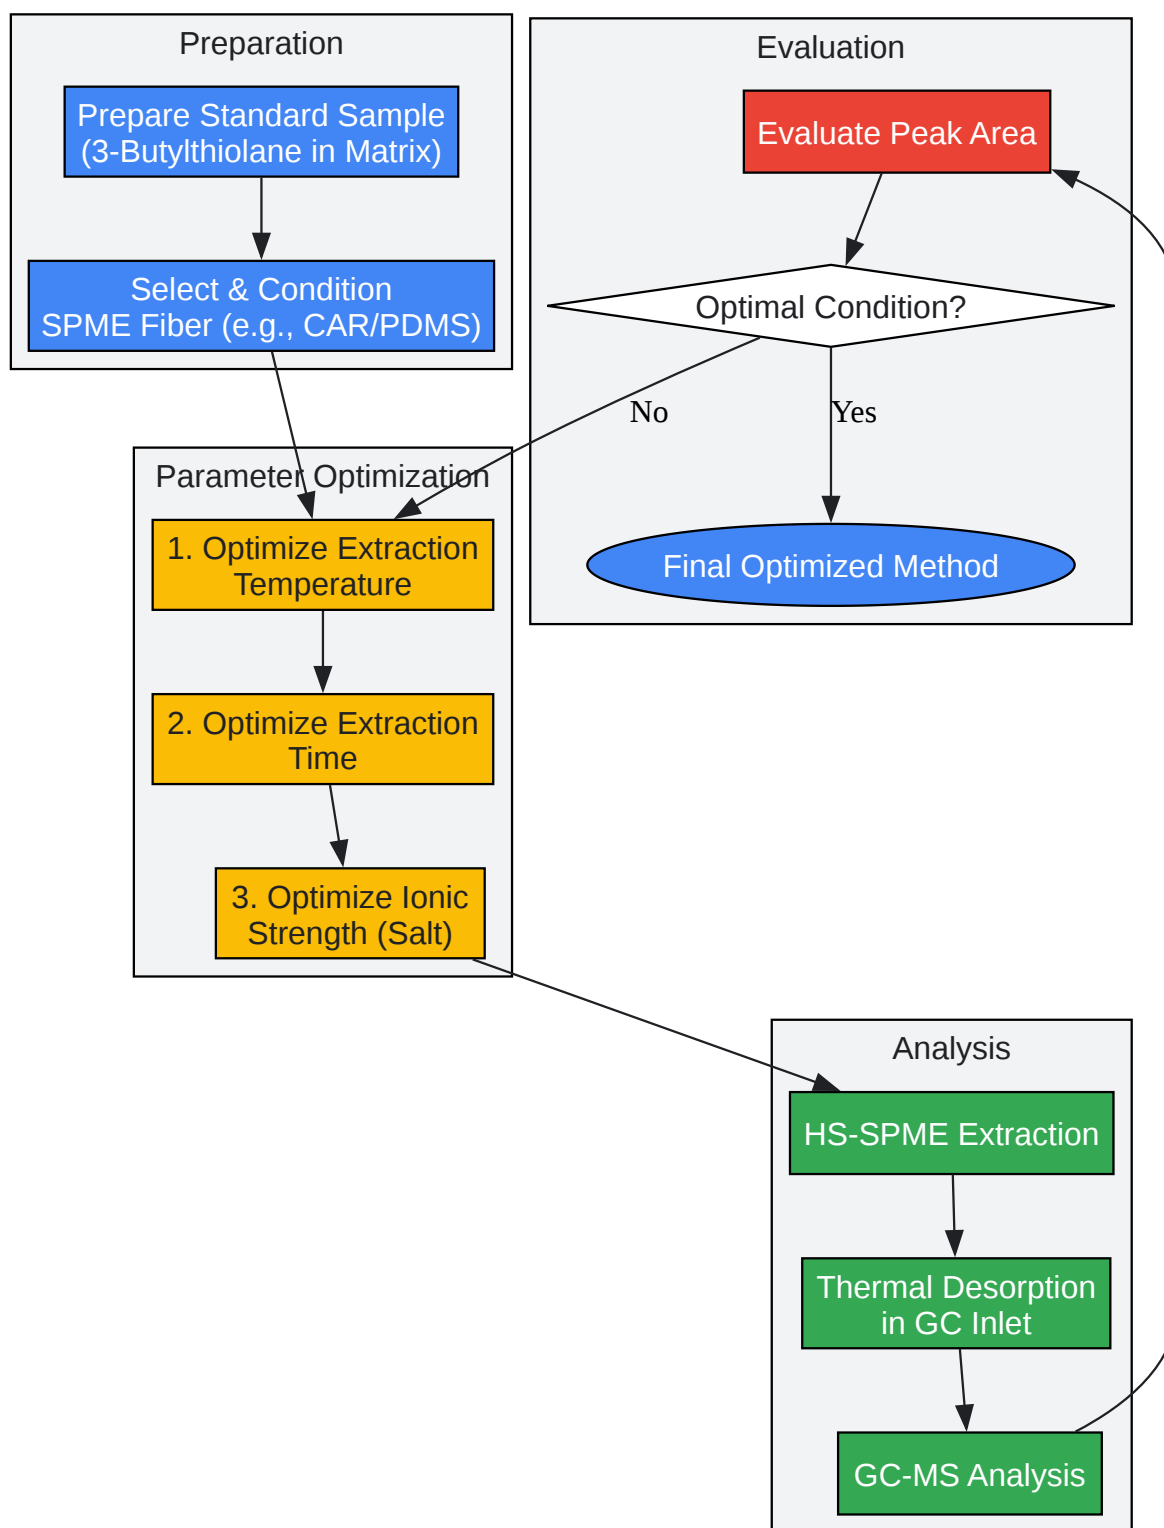 Preparation
Prepare Standard Sample
(3-Butylthiolane in Matrix)
Select & Condition
SPME Fiber (e.g., CAR/PDMS)
Parameter Optimization
1. Optimize Extraction
Temperature
2. Optimize Extraction
Time
3. Optimize Ionic
Strength (Salt)
Analysis
HS-SPME Extraction
Thermal Desorption
in GC Inlet
GC-MS Analysis
Evaluation
Evaluate Peak Area
Optimal Condition?
No
Yes
Final Optimized Method